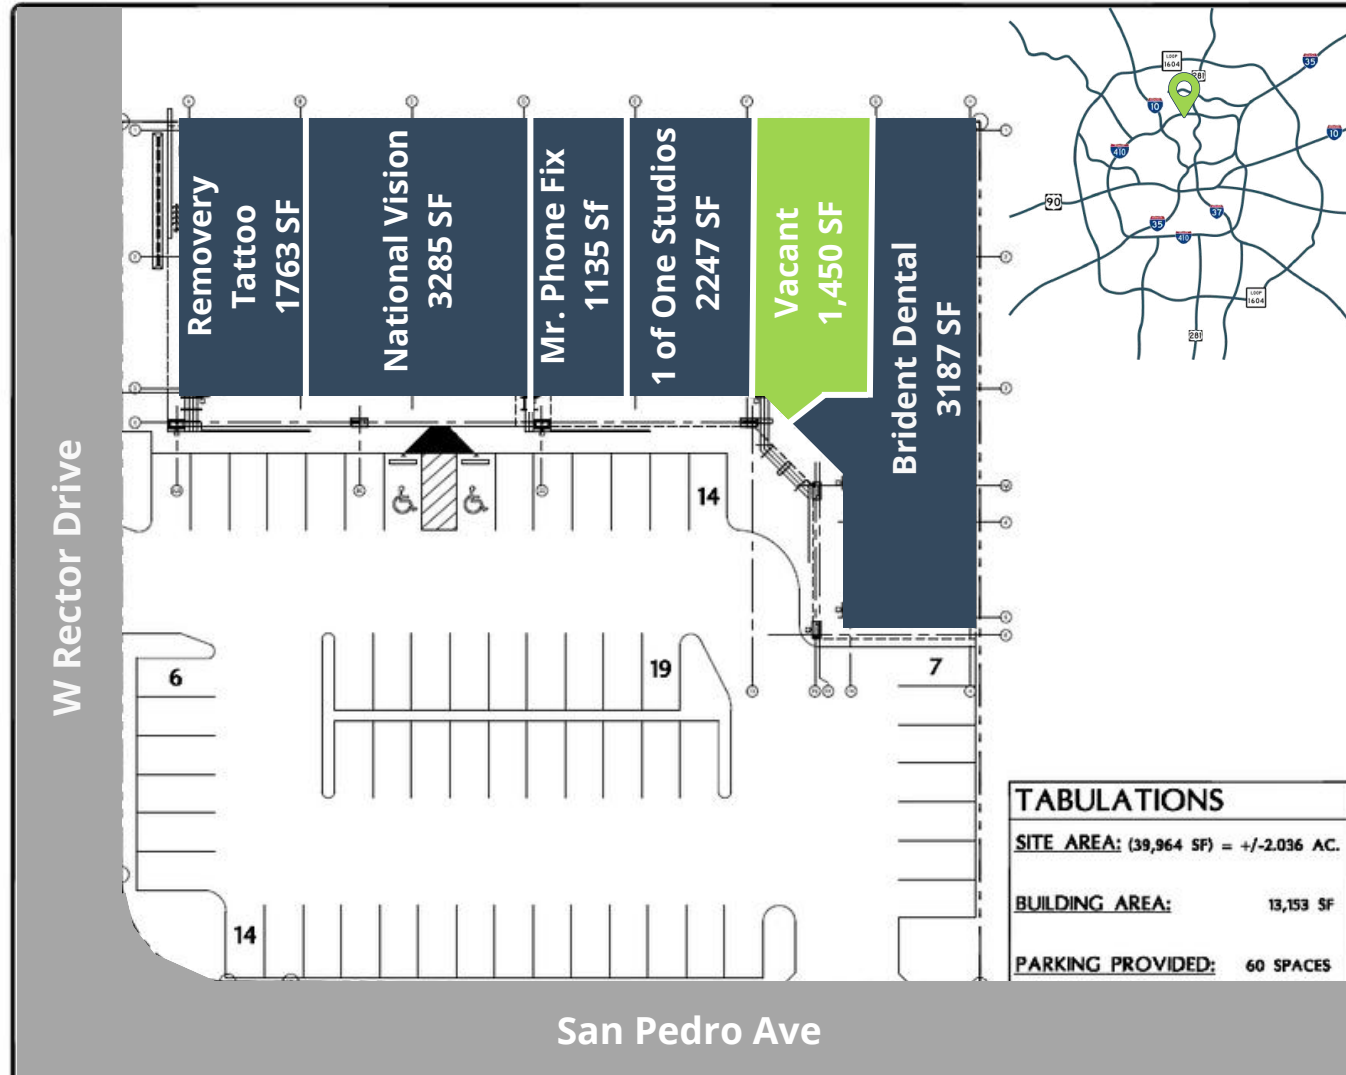 W Rector Drive
Removery
Tattoo
1763 SF
National Vision
3285 SF
Mr. Phone Fix
1135 Sf
1 of One Studios
2247 SF
Vacant
1,450 SF
Brident Dental
3187 SF
LOOP
1604
281
35
10
10
410
90
35
37
410
LOOP
1604
281
14
6
19
7
14
TABULATIONS
SITE AREA: (39,964 SF) = +/-2.036 AC.
BUILDING AREA: 13,153 SF
PARKING PROVIDED: 60 SPACES
San Pedro Ave